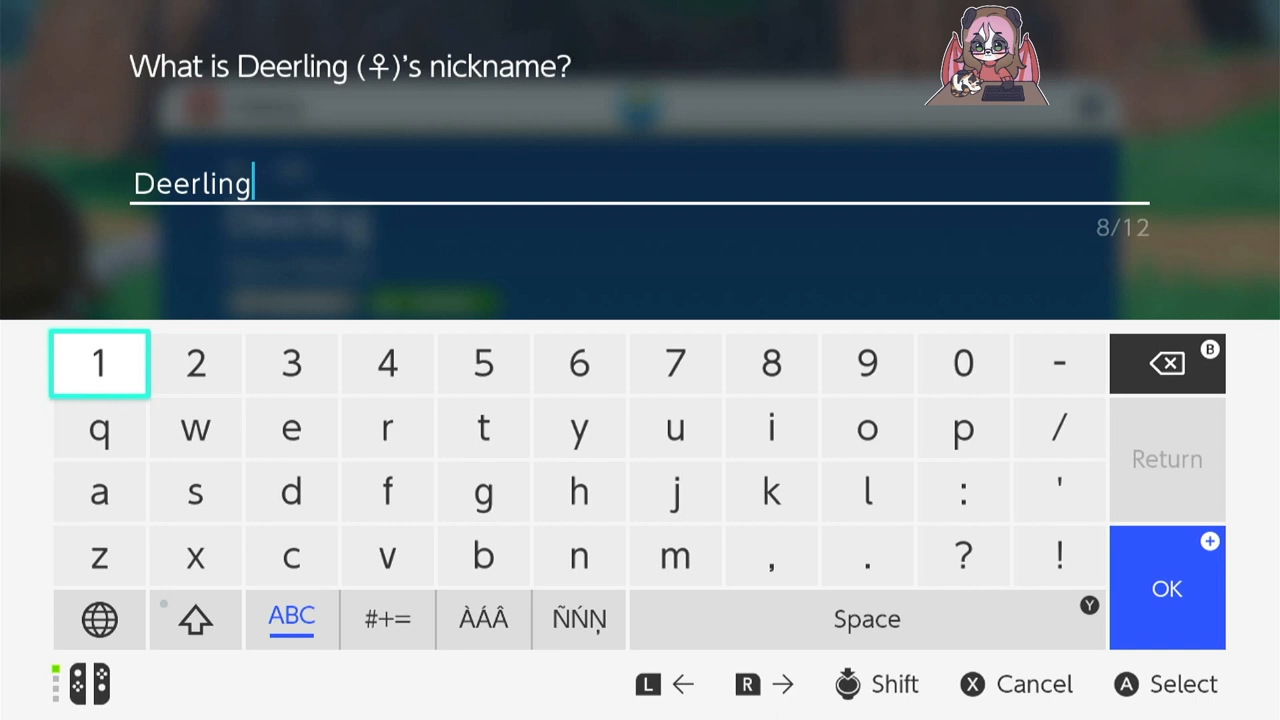 What is Deerling (♀)'s nickname?
Deerling
8/12
1 2 3 4 5 6 7 8 9 0 - B
q w e r t y u i o p / Return
a s d f g h j k l : '
z x c v b n m , . ? ! + OK
ABC #+= ÀÁÂ ÑŃŅ Space Y
L ← R → Shift X Cancel A Select